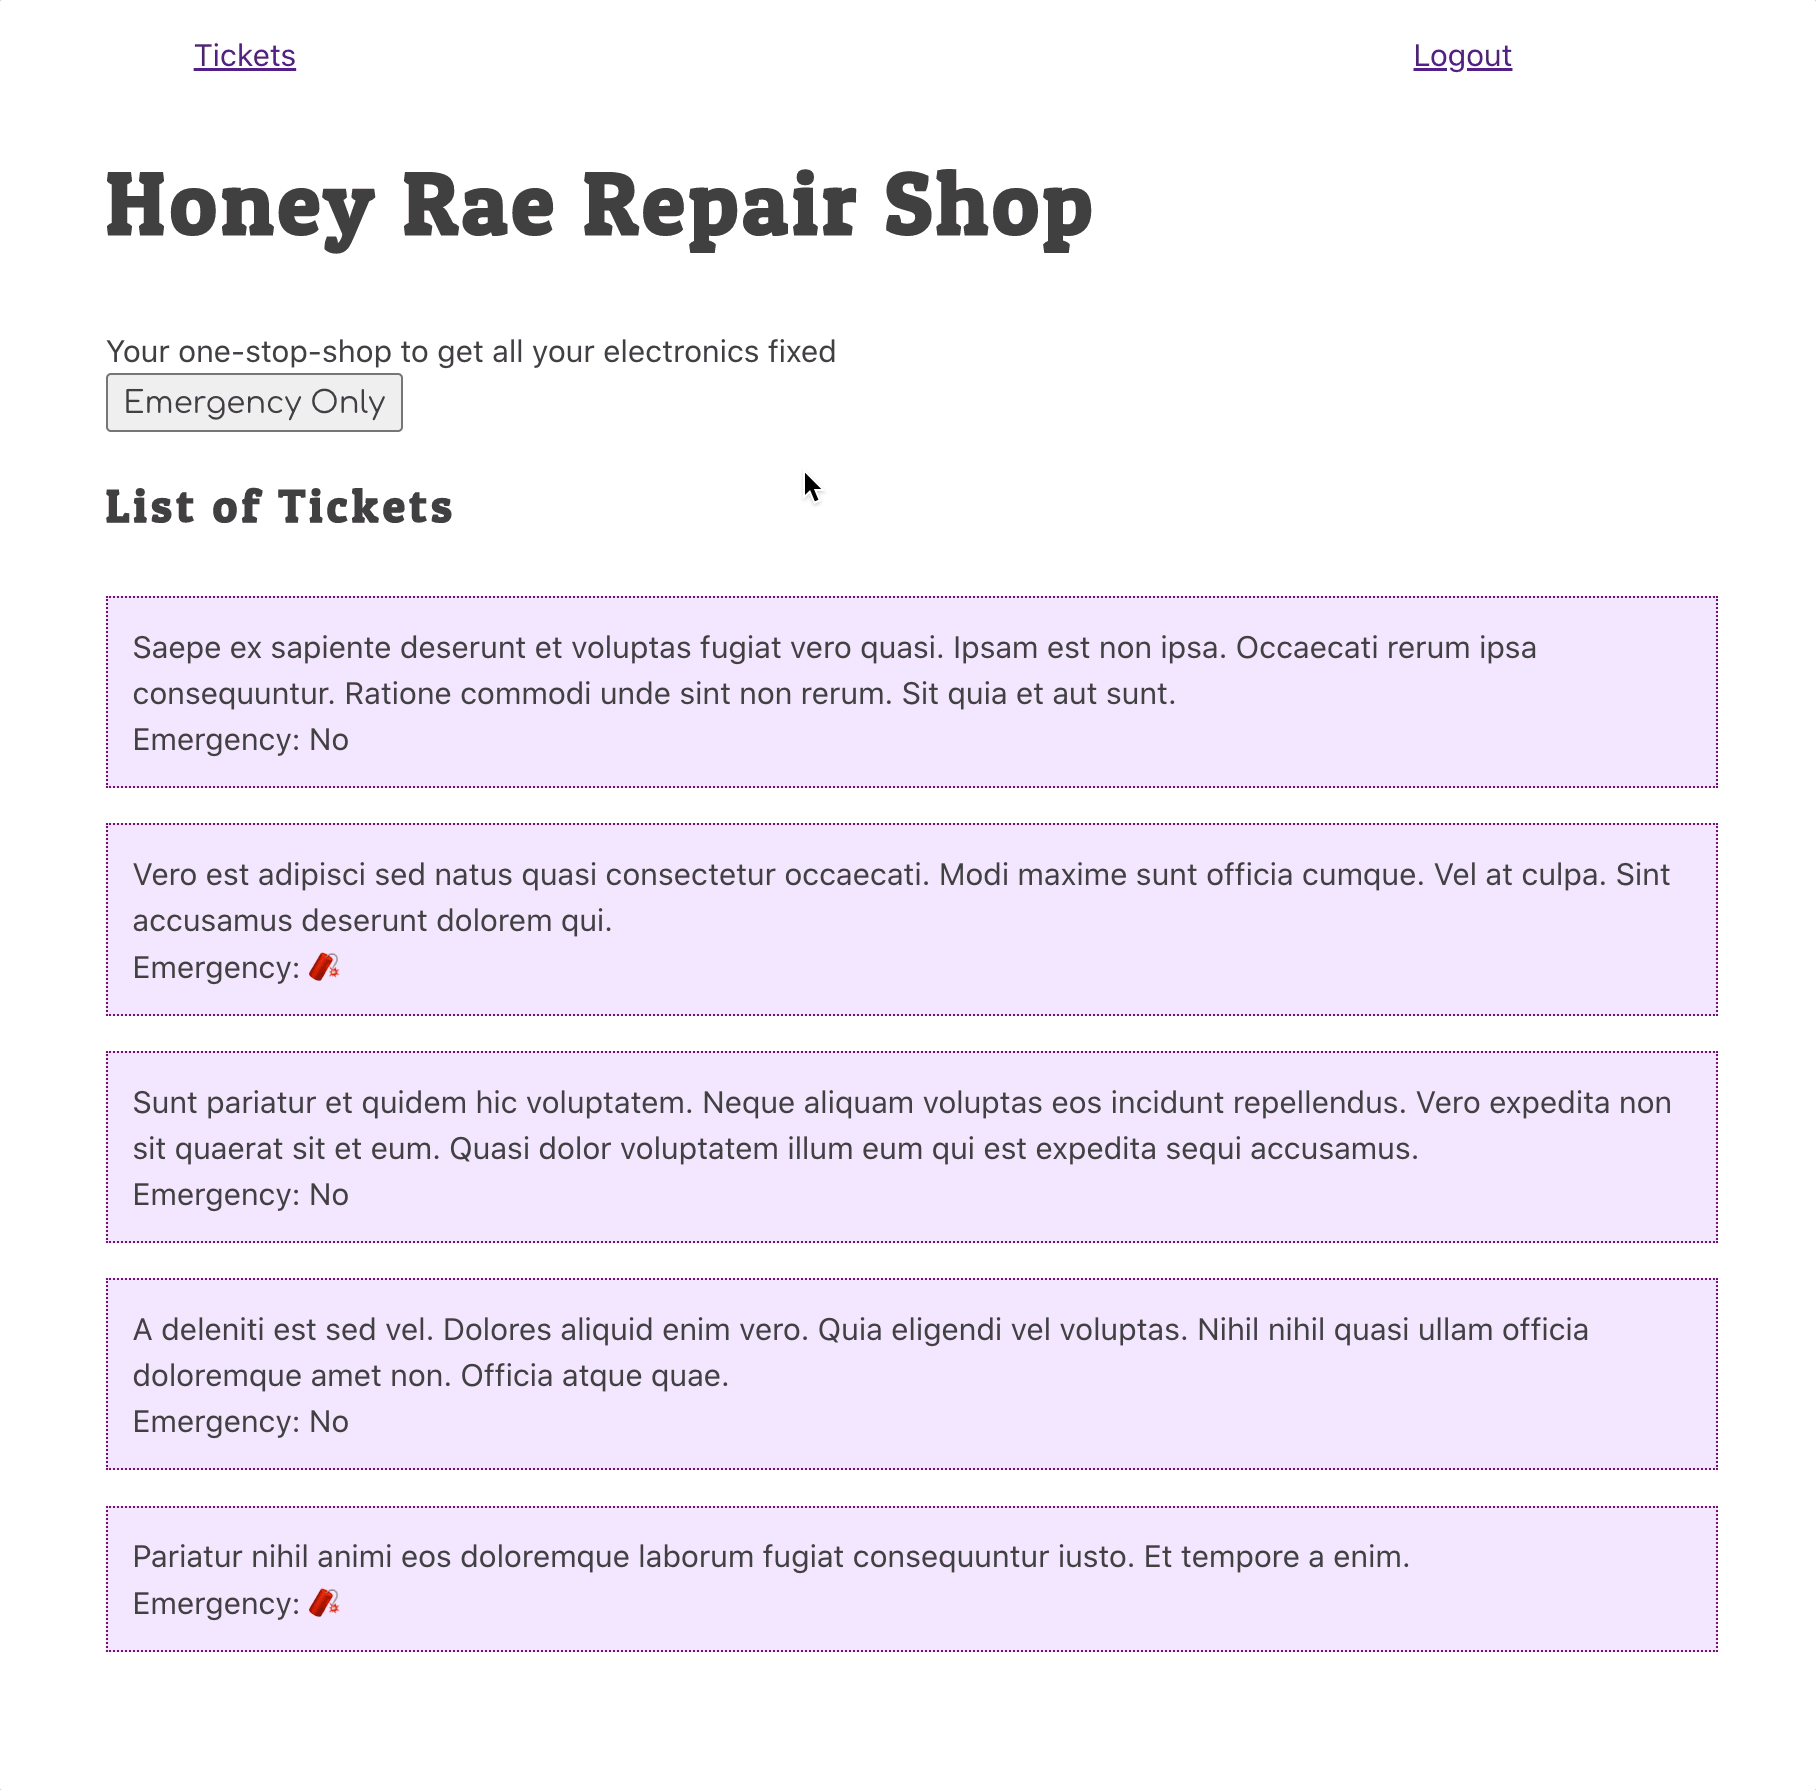 Tickets
Logout
Honey Rae Repair Shop
Your one-stop-shop to get all your electronics fixed
Emergency Only
List of Tickets
Saepe ex sapiente deserunt et voluptas fugiat vero quasi. Ipsam est non ipsa. Occaecati rerum ipsa
consequuntur. Ratione commodi unde sint non rerum. Sit quia et aut sunt.
Emergency: No
Vero est adipisci sed natus quasi consectetur occaecati. Modi maxime sunt officia cumque. Vel at culpa. Sint
accusamus deserunt dolorem qui.
Emergency: 🧨
Sunt pariatur et quidem hic voluptatem. Neque aliquam voluptas eos incidunt repellendus. Vero expedita non
sit quaerat sit et eum. Quasi dolor voluptatem illum eum qui est expedita sequi accusamus.
Emergency: No
A deleniti est sed vel. Dolores aliquid enim vero. Quia eligendi vel voluptas. Nihil nihil quasi ullam officia
doloremque amet non. Officia atque quae.
Emergency: No
Pariatur nihil animi eos doloremque laborum fugiat consequuntur iusto. Et tempore a enim.
Emergency: 🧨